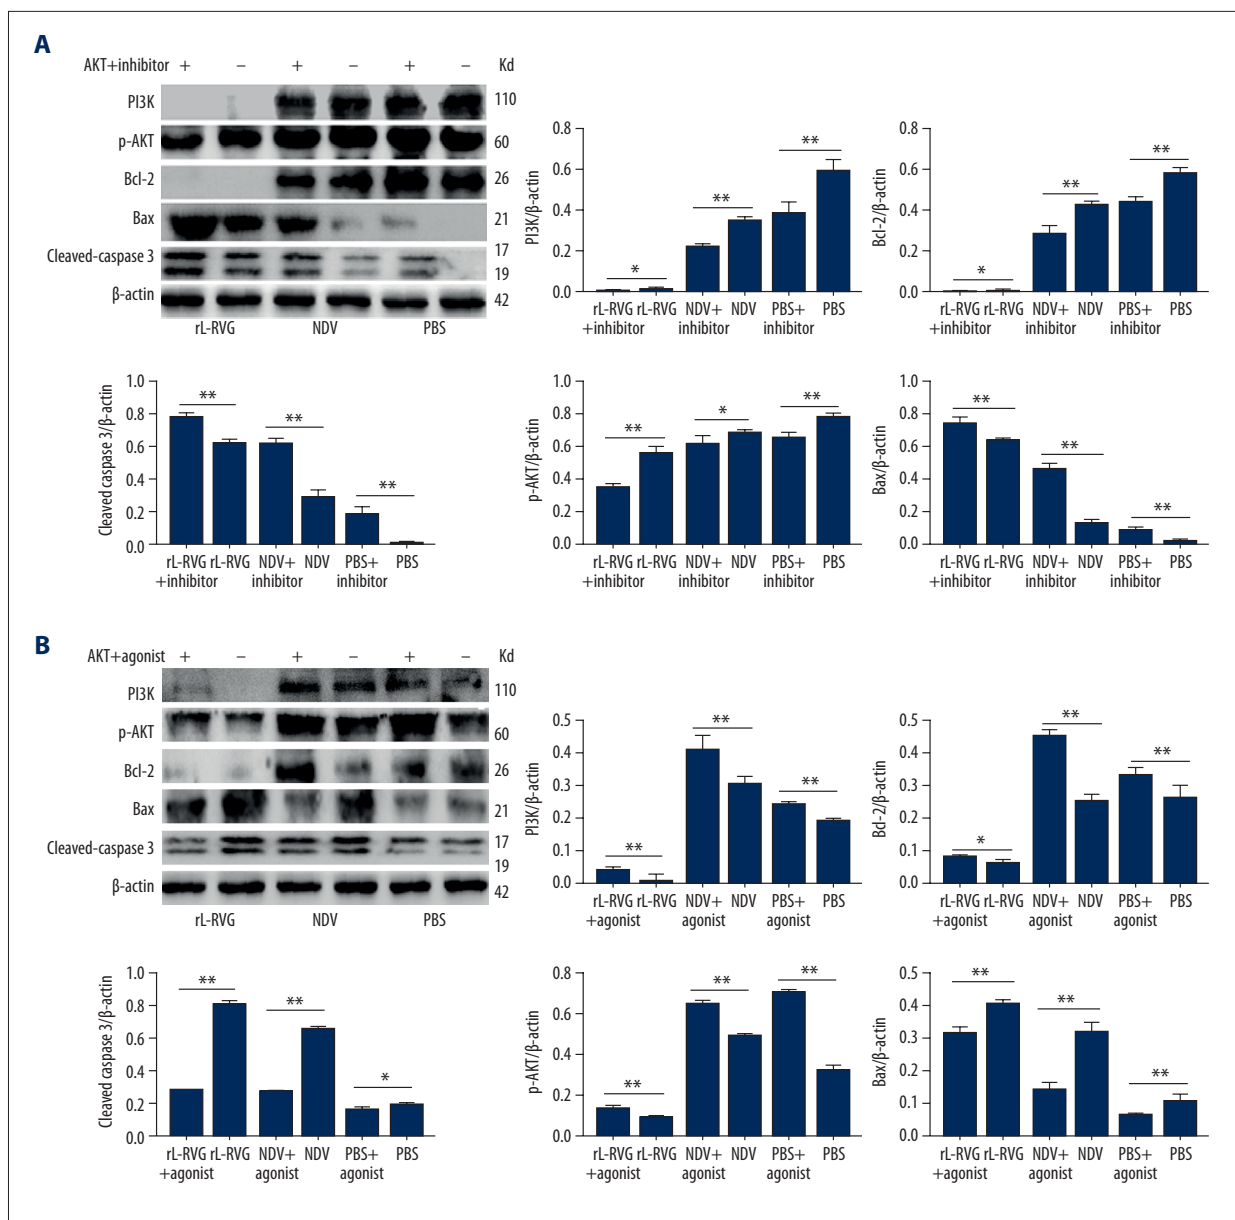 A
AKT+inhibitor + – + – + – Kd
PI3K 110
p-AKT 60
Bcl-2 26
Bax 21
Cleaved-caspase 3 17
19
β-actin 42
rL-RVG NDV PBS
PI3K/β-actin
0.8
0.6
0.4
0.2
0.0
* ** **
rL-RVG rL-RVG NDV+ NDV PBS+ PBS
+inhibitor inhibitor inhibitor
Bcl-2/β-actin
0.8
0.6
0.4
0.2
0.0
* ** **
rL-RVG rL-RVG NDV+ NDV PBS+ PBS
+inhibitor inhibitor inhibitor
Cleaved caspase 3/β-actin
1.0
0.8
0.6
0.4
0.2
0.0
** ** **
rL-RVG rL-RVG NDV+ NDV PBS+ PBS
+inhibitor inhibitor inhibitor
p-AKT/β-actin
1.0
0.8
0.6
0.4
0.2
0.0
** * **
rL-RVG rL-RVG NDV+ NDV PBS+ PBS
+inhibitor inhibitor inhibitor
Bax/β-actin
1.0
0.8
0.6
0.4
0.2
0.0
** ** **
rL-RVG rL-RVG NDV+ NDV PBS+ PBS
+inhibitor inhibitor inhibitor
B
AKT+agonist + – + – + – Kd
PI3K 110
p-AKT 60
Bcl-2 26
Bax 21
Cleaved-caspase 3 17
19
β-actin 42
rL-RVG NDV PBS
PI3K/β-actin
0.5
0.4
0.3
0.2
0.1
0.0
** ** **
rL-RVG rL-RVG NDV+ NDV PBS+ PBS
+agonist agonist agonist
Bcl-2/β-actin
0.5
0.4
0.3
0.2
0.1
0.0
* ** **
rL-RVG rL-RVG NDV+ NDV PBS+ PBS
+agonist agonist agonist
Cleaved caspase 3/β-actin
1.0
0.8
0.6
0.4
0.2
0.0
** ** *
rL-RVG rL-RVG NDV+ NDV PBS+ PBS
+agonist agonist agonist
p-AKT/β-actin
0.8
0.6
0.4
0.2
0.0
** ** **
rL-RVG rL-RVG NDV+ NDV PBS+ PBS
+agonist agonist agonist
Bax/β-actin
0.5
0.4
0.3
0.2
0.1
0.0
** ** **
rL-RVG rL-RVG NDV+ NDV PBS+ PBS
+agonist agonist agonist